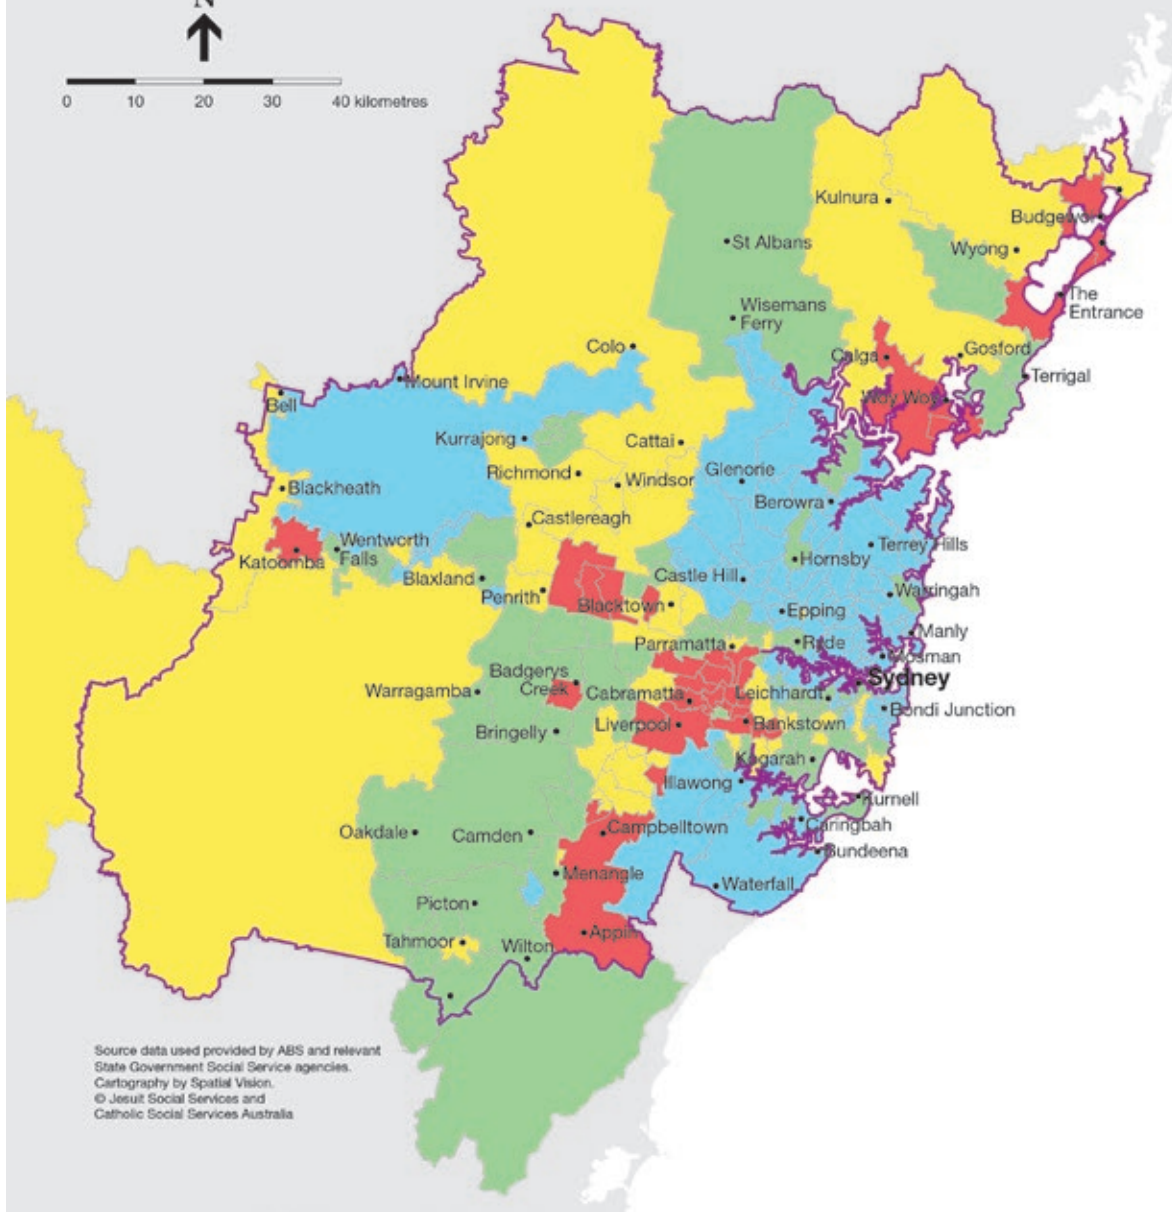 N
0 10 20 30 40 kilometres
Kulnura
Budgewoi
St Albans
Wyong
The
Entrance
Wisemans
Ferry
Colo
Calga
Gosford
Terrigal
Mount Irvine
Bell
Woy Woy
Kurrajong
Cattai
Richmond
Windsor
Glenorie
Blackheath
Berowra
Castlereagh
Wentworth
Falls
Katoomba
Terrey Hills
Hornsby
Blaxland
Castle Hill
Penrith
Warringah
Blacktown
Epping
Manly
Parramatta
Ryde
Mosman
Badgerys
Creek
Sydney
Warragamba
Cabramatta
Leichhardt
Bondi Junction
Bringelly
Liverpool
Bankstown
Kogarah
Illawong
Kurnell
Oakdale
Camden
Campbelltown
Caringbah
Bundeena
Menangle
Waterfall
Picton
Appin
Tahmoor
Wilton
Source data used provided by ABS and relevant
State Government Social Service agencies.
Cartography by Spatial Vision.
© Jesuit Social Services and
Catholic Social Services Australia